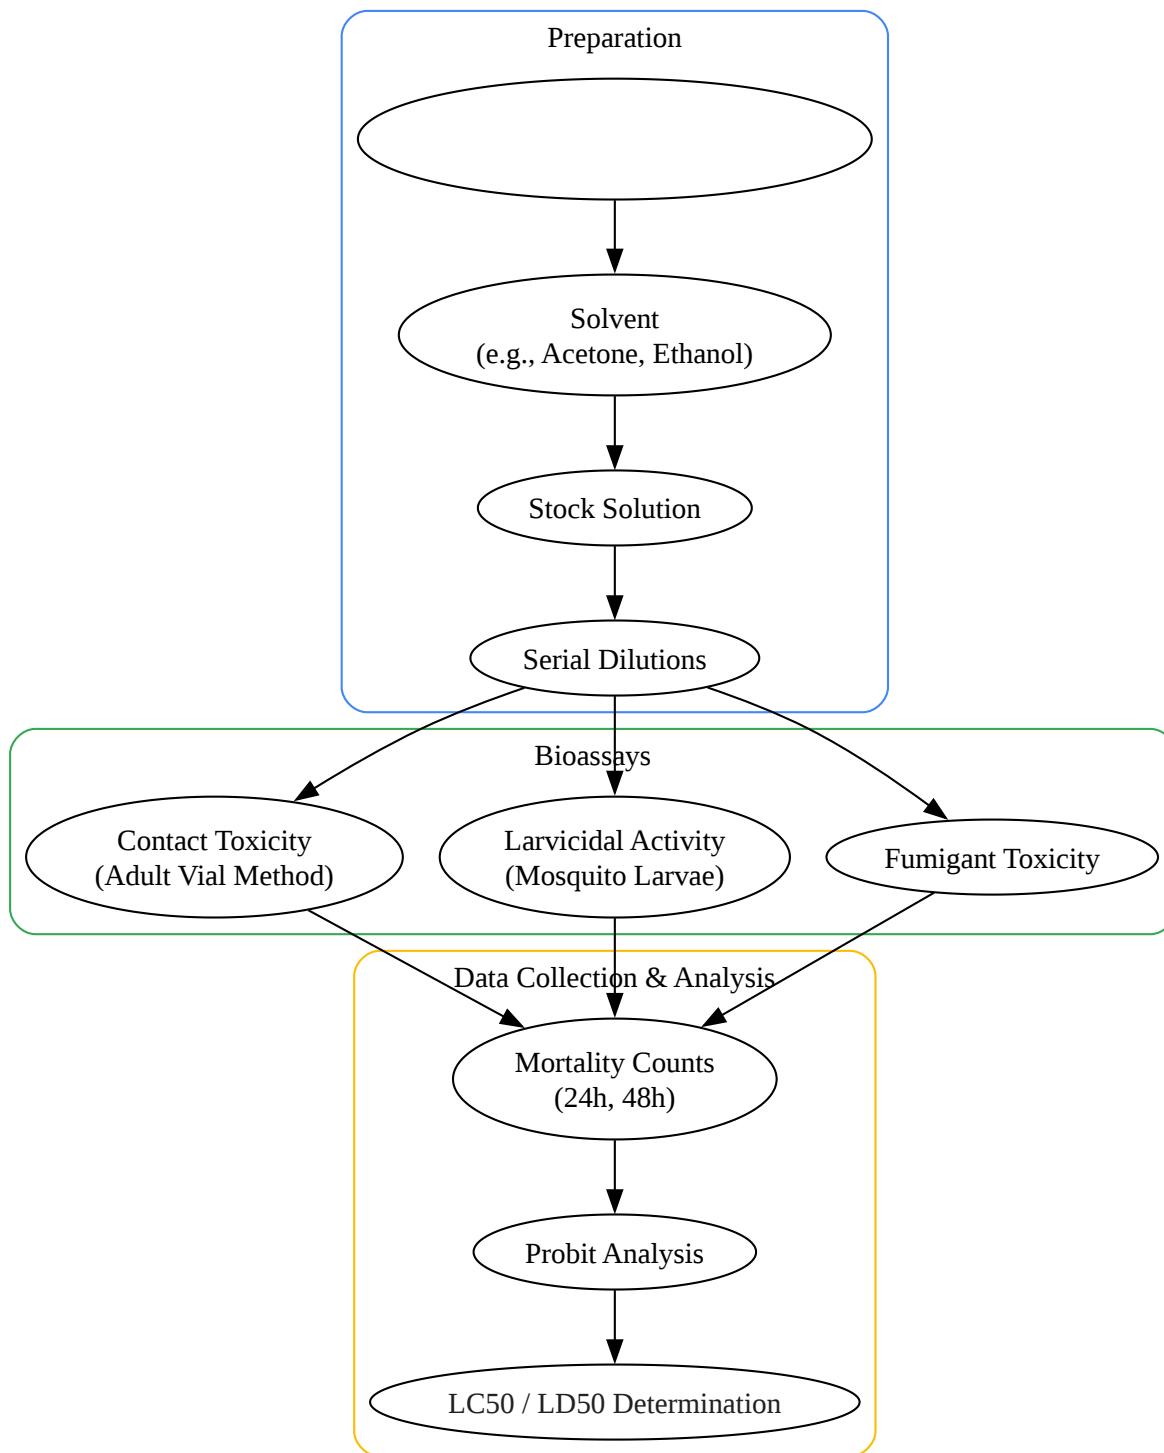 Preparation
Solvent
(e.g., Acetone, Ethanol)
Stock Solution
Serial Dilutions
Bioassays
Contact Toxicity
(Adult Vial Method)
Larvicidal Activity
(Mosquito Larvae)
Fumigant Toxicity
Data Collection & Analysis
Mortality Counts
(24h, 48h)
Probit Analysis
LC50 / LD50 Determination